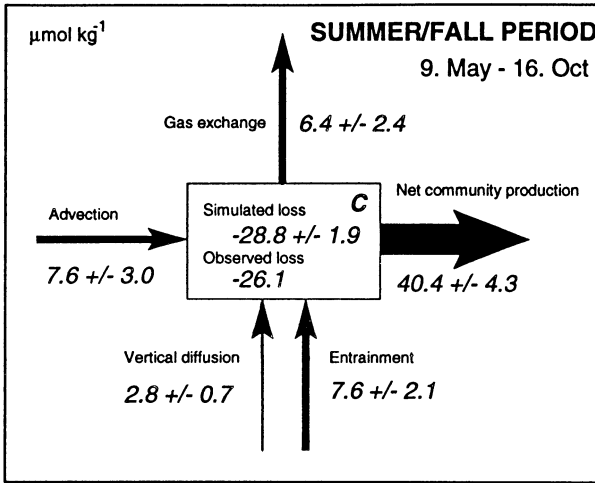 µmol kg-1
SUMMER/FALL PERIOD
9. May - 16. Oct
Gas exchange
6.4 +/- 2.4
C
Simulated loss
-28.8 +/- 1.9
Observed loss
-26.1
Advection
7.6 +/- 3.0
Net community production
40.4 +/- 4.3
Vertical diffusion
2.8 +/- 0.7
Entrainment
7.6 +/- 2.1